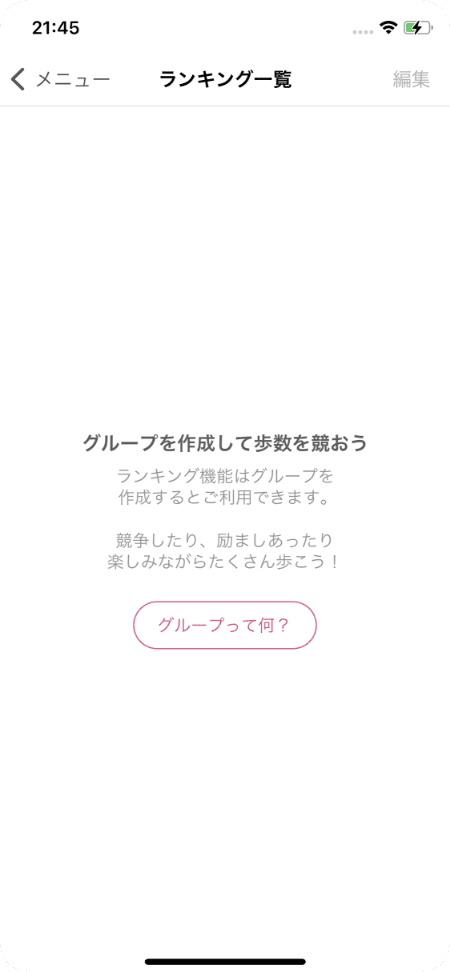 21:45
メニュー
ランキング一覧
編集
グループを作成して歩数を競おう
ランキング機能はグループを
作成するとご利用できます。
競争したり、励ましあったり
楽しみながらたくさん歩こう！
グループって何？